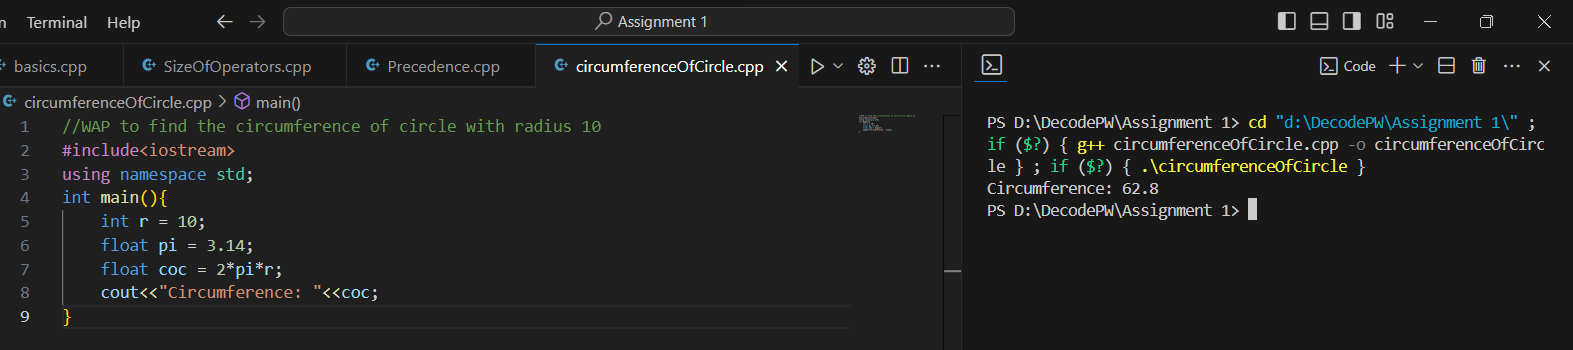 Terminal Help
Assignment 1
basics.cpp
SizeOfOperators.cpp
Precedence.cpp
circumferenceOfCircle.cpp
circumferenceOfCircle.cpp > main()
1 //WAP to find the circumference of circle with radius 10
2 #include<iostream>
3 using namespace std;
4 int main(){
5 int r = 10;
6 float pi = 3.14;
7 float coc = 2*pi*r;
8 cout<<"Circumference: "<<coc;
9 }
Code
PS D:\DecodePW\Assignment 1> cd "d:\DecodePW\Assignment 1\" ;
if ($?) { g++ circumferenceOfCircle.cpp -o circumferenceOfCirc
le } ; if ($?) { .\circumferenceOfCircle }
Circumference: 62.8
PS D:\DecodePW\Assignment 1>